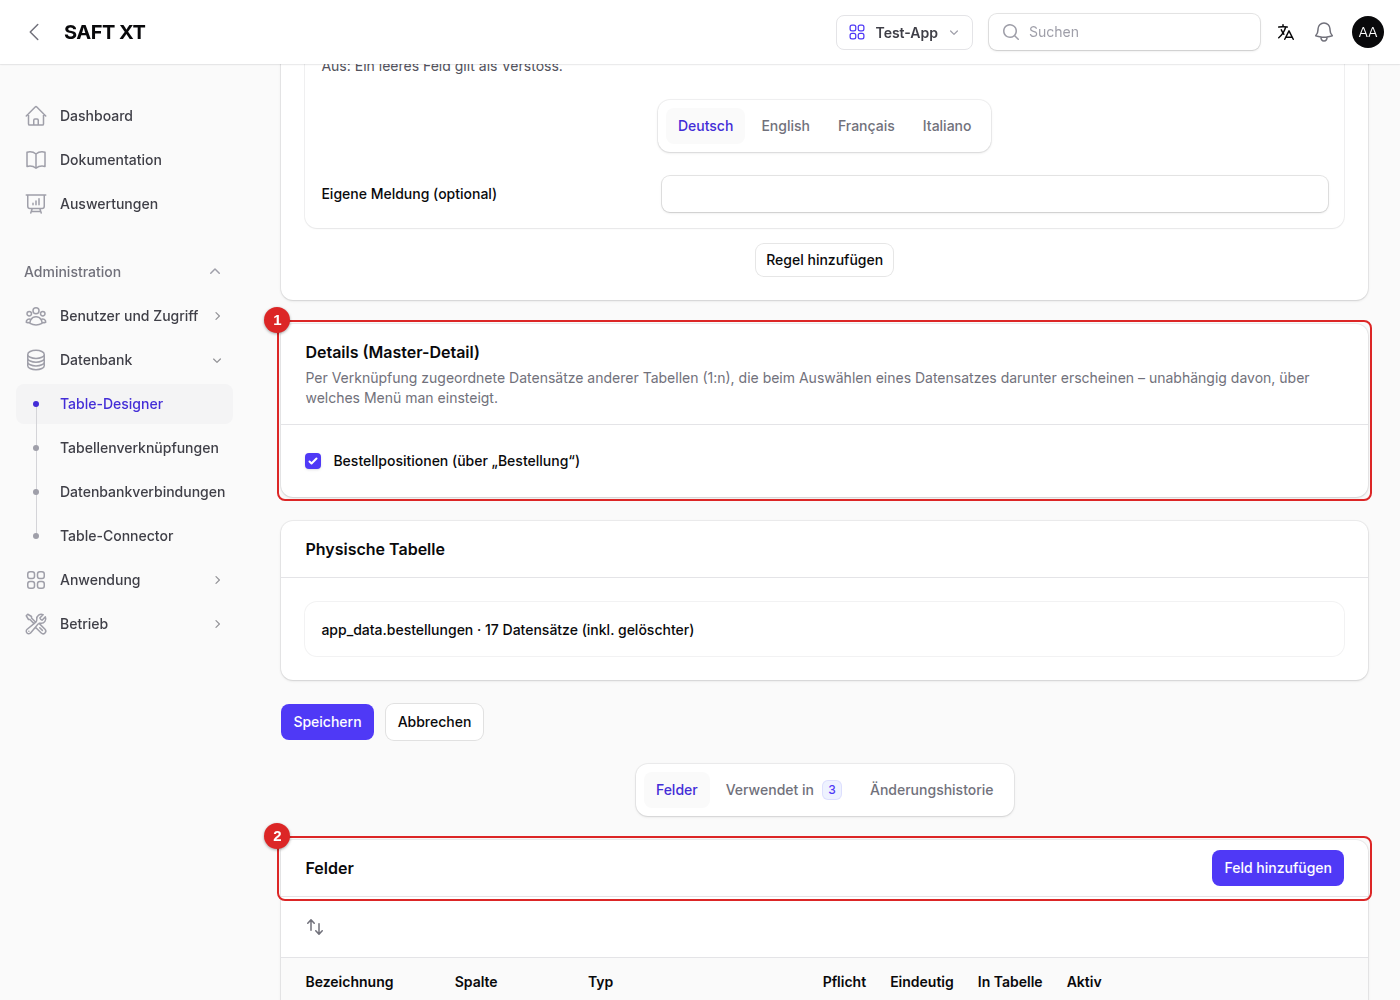 SAFT XT
Test-App
Suchen
AA
Dashboard
Dokumentation
Auswertungen
Administration
Benutzer und Zugriff
Datenbank
Table-Designer
Tabellenverknüpfungen
Datenbankverbindungen
Table-Connector
Anwendung
Betrieb
Aus: Ein leeres Feld gilt als Verstoss.
Deutsch English Français Italiano
Eigene Meldung (optional)
Regel hinzufügen
1
Details (Master-Detail)
Per Verknüpfung zugeordnete Datensätze anderer Tabellen (1:n), die beim Auswählen eines Datensatzes darunter erscheinen – unabhängig davon, über
welches Menü man einsteigt.
Bestellpositionen (über „Bestellung“)
Physische Tabelle
app_data.bestellungen · 17 Datensätze (inkl. gelöschter)
Speichern Abbrechen
Felder Verwendet in 3 Änderungshistorie
2
Felder Feld hinzufügen
Bezeichnung Spalte Typ Pflicht Eindeutig In Tabelle Aktiv